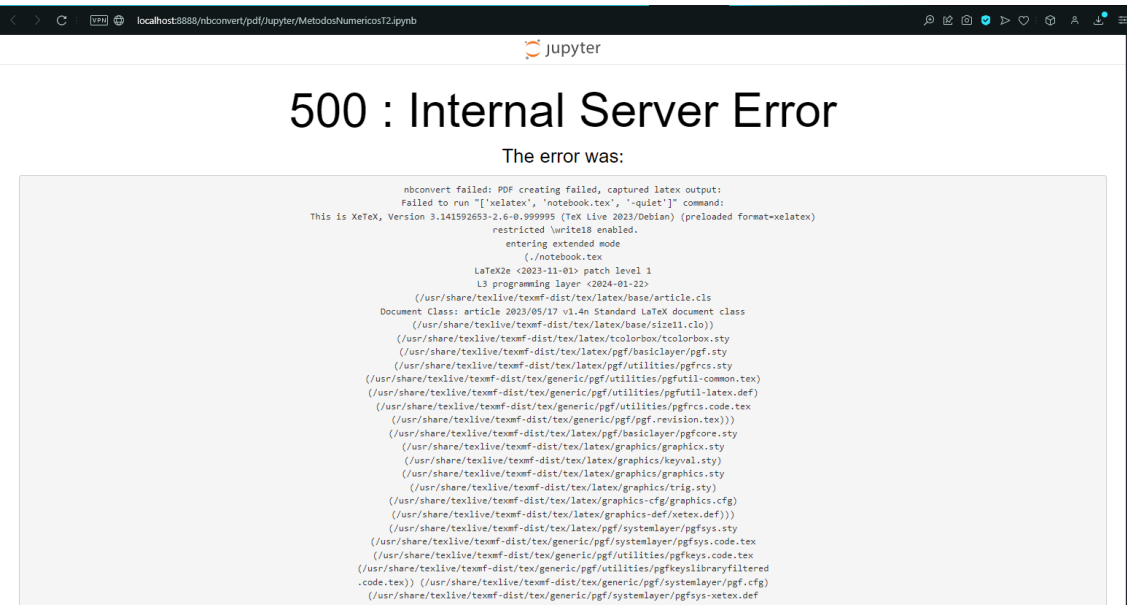 VPN
localhost:8888/nbconvert/pdf/Jupyter/MetodosNumericosT2.ipynb
jupyter
500 : Internal Server Error
The error was:
nbconvert failed: PDF creating failed, captured latex output:
Failed to run "['xelatex', 'notebook.tex', '-quiet']" command:
This is XeTeX, Version 3.141592653-2.6-0.999995 (TeX Live 2023/Debian) (preloaded format=xelatex)
restricted \write18 enabled.
entering extended mode
(./notebook.tex
LaTeX2e <2023-11-01> patch level 1
L3 programming layer <2024-01-22>
(/usr/share/texlive/texmf-dist/tex/latex/base/article.cls
Document Class: article 2023/05/17 v1.4n Standard LaTeX document class
(/usr/share/texlive/texmf-dist/tex/latex/base/size11.clo))
(/usr/share/texlive/texmf-dist/tex/latex/tcolorbox/tcolorbox.sty
(/usr/share/texlive/texmf-dist/tex/latex/pgf/basiclayer/pgf.sty
(/usr/share/texlive/texmf-dist/tex/latex/pgf/utilities/pgfrcs.sty
(/usr/share/texlive/texmf-dist/tex/generic/pgf/utilities/pgfutil-common.tex)
(/usr/share/texlive/texmf-dist/tex/generic/pgf/utilities/pgfutil-latex.def)
(/usr/share/texlive/texmf-dist/tex/generic/pgf/utilities/pgfrcs.code.tex
(/usr/share/texlive/texmf-dist/tex/generic/pgf/pgf.revision.tex)))
(/usr/share/texlive/texmf-dist/tex/latex/pgf/basiclayer/pgfcore.sty
(/usr/share/texlive/texmf-dist/tex/latex/graphics/graphicx.sty
(/usr/share/texlive/texmf-dist/tex/latex/graphics/keyval.sty)
(/usr/share/texlive/texmf-dist/tex/latex/graphics/graphics.sty
(/usr/share/texlive/texmf-dist/tex/latex/graphics/trig.sty)
(/usr/share/texlive/texmf-dist/tex/latex/graphics-cfg/graphics.cfg)
(/usr/share/texlive/texmf-dist/tex/latex/graphics-def/xetex.def)))
(/usr/share/texlive/texmf-dist/tex/latex/pgf/systemlayer/pgfsys.sty
(/usr/share/texlive/texmf-dist/tex/generic/pgf/systemlayer/pgfsys.code.tex
(/usr/share/texlive/texmf-dist/tex/generic/pgf/utilities/pgfkeys.code.tex
(/usr/share/texlive/texmf-dist/tex/generic/pgf/utilities/pgfkeyslibraryfiltered
.code.tex)) (/usr/share/texlive/texmf-dist/tex/generic/pgf/systemlayer/pgf.cfg)
(/usr/share/texlive/texmf-dist/tex/generic/pgf/systemlayer/pgfsys-xetex.def